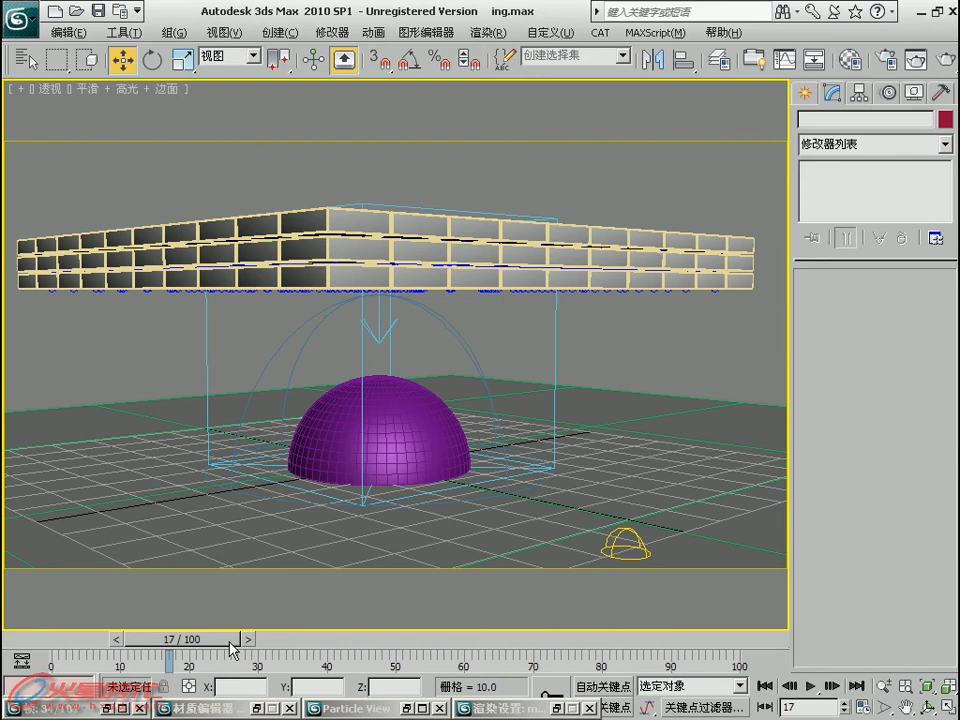 Autodesk 3ds Max 2010 SP1 - Unregistered Version ing.max
键入关键字或短语
编辑(E) 工具(T) 组(G) 视图(V) 创建(C) 修改器 动画 图形编辑器 渲染(R) 自定义(U) CAT MAXScript(M) 帮助(H)
视图
3
创建选择集
ABC
[ + [] 透视 [] 平滑 + 高光 + 边面 ]
修改器列表
< 17 / 100 >
0 10 20 30 40 50 60 70 80 90 100
未选定任 X: Y: Z: 栅格 = 10.0 自动关键点 选定对象
材质编辑器 Particle View 渲染设置: m... 关键点 关键点过滤器... 17